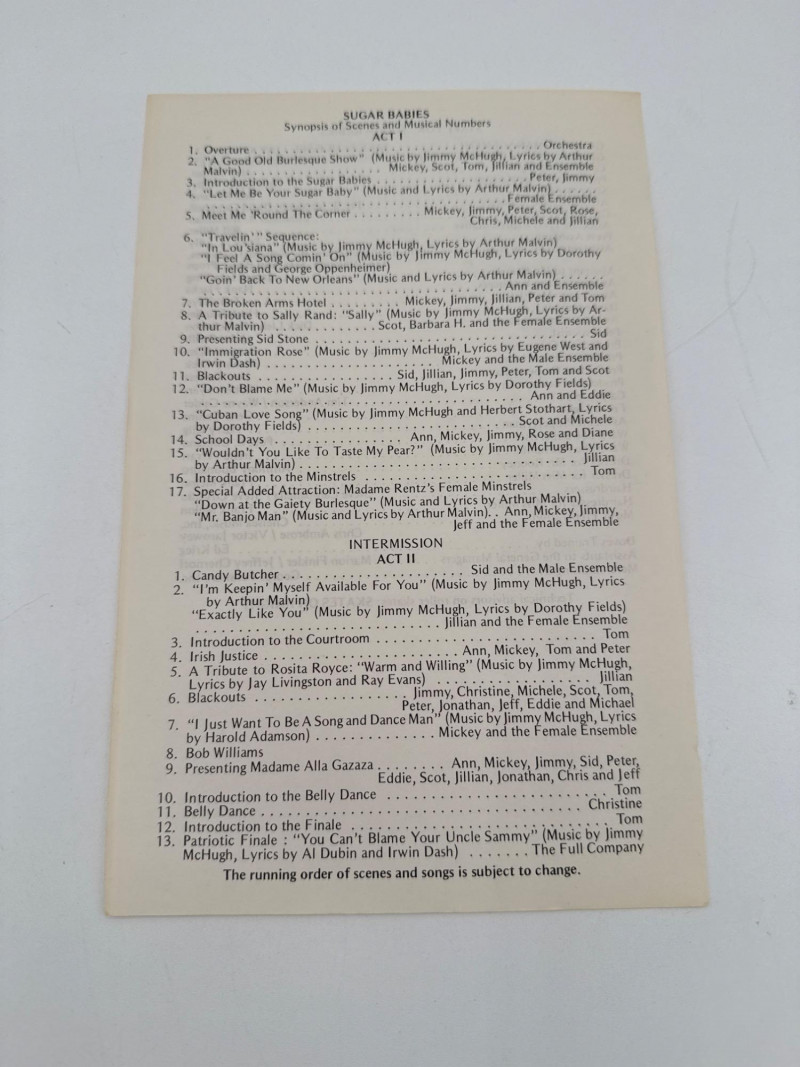 SUGAR BABIES
Synopsis of Scenes and Musical Numbers
ACT I
1. Overture . . . . . . . . . . . . . . . . . . . . . . . . . . . . . . . . . . . . Orchestra
2. "A Good Old Burlesque Show" (Music by Jimmy McHugh, Lyrics by Arthur
Malvin) . . . . . . . . . . . . . . . . . . Mickey, Scot, Tom, Jillian and Ensemble
3. Introduction to the Sugar Babies . . . . . . . . . . . . . . . . . . . Peter, Jimmy
4. "Let Me Be Your Sugar Baby" (Music and Lyrics by Arthur Malvin) . . . . . .
. . . . . . . . . . . . . . . . . . . . . . . . . . . . . . . . . . . . Female Ensemble
5. Meet Me 'Round The Corner . . . . . . . . . Mickey, Jimmy, Peter, Scot, Rose,
Chris, Michele and Jillian
6. "Travelin'" Sequence:
"In Lou'siana" (Music by Jimmy McHugh, Lyrics by Arthur Malvin)
"I Feel A Song Comin' On" (Music by Jimmy McHugh, Lyrics by Dorothy
Fields and George Oppenheimer)
"Goin' Back To New Orleans" (Music and Lyrics by Arthur Malvin) . . . . . .
. . . . . . . . . . . . . . . . . . . . . . . . . . . . . . . . . . . Ann and Ensemble
7. The Broken Arms Hotel . . . . . . . . . Mickey, Jimmy, Jillian, Peter and Tom
8. A Tribute to Sally Rand: "Sally" (Music by Jimmy McHugh, Lyrics by Ar-
thur Malvin) . . . . . . . . . . . . Scot, Barbara H. and the Female Ensemble
9. Presenting Sid Stone . . . . . . . . . . . . . . . . . . . . . . . . . . . . . . . . . Sid
10. "Immigration Rose" (Music by Jimmy McHugh, Lyrics by Eugene West and
Irwin Dash) . . . . . . . . . . . . . . . . . . . . Mickey and the Male Ensemble
11. Blackouts . . . . . . . . . . . . . . . . Sid, Jillian, Jimmy, Peter, Tom and Scot
12. "Don't Blame Me" (Music by Jimmy McHugh, Lyrics by Dorothy Fields)
. . . . . . . . . . . . . . . . . . . . . . . . . . . . . . . . . . . . . . Ann and Eddie
13. "Cuban Love Song" (Music by Jimmy McHugh and Herbert Stothart, Lyrics
by Dorothy Fields) . . . . . . . . . . . . . . . . . . . . . . . . Scot and Michele
14. School Days . . . . . . . . . . . . . . . Ann, Mickey, Jimmy, Rose and Diane
15. "Wouldn't You Like To Taste My Pear?" (Music by Jimmy McHugh, Lyrics
by Arthur Malvin) . . . . . . . . . . . . . . . . . . . . . . . . . . . . . . . . Jillian
16. Introduction to the Minstrels . . . . . . . . . . . . . . . . . . . . . . . . . . Tom
17. Special Added Attraction: Madame Rentz's Female Minstrels
"Down at the Gaiety Burlesque" (Music and Lyrics by Arthur Malvin)
"Mr. Banjo Man" (Music and Lyrics by Arthur Malvin). . Ann, Mickey, Jimmy,
Jeff and the Female Ensemble
INTERMISSION
ACT II
1. Candy Butcher . . . . . . . . . . . . . . . . . . . . . Sid and the Male Ensemble
2. "I'm Keepin' Myself Available For You" (Music by Jimmy McHugh, Lyrics
by Arthur Malvin)
"Exactly Like You" (Music by Jimmy McHugh, Lyrics by Dorothy Fields)
. . . . . . . . . . . . . . . . . . . . . . . . . . . . Jillian and the Female Ensemble
3. Introduction to the Courtroom . . . . . . . . . . . . . . . . . . . . . . . . . Tom
4. Irish Justice . . . . . . . . . . . . . . . . . . . . . . . Ann, Mickey, Tom and Peter
5. A Tribute to Rosita Royce: "Warm and Willing" (Music by Jimmy McHugh,
Lyrics by Jay Livingston and Ray Evans) . . . . . . . . . . . . . . . . . . Jillian
6. Blackouts . . . . . . . . . . . . . . . . . . Jimmy, Christine, Michele, Scot, Tom,
Peter, Jonathan, Jeff, Eddie and Michael
7. "I Just Want To Be A Song and Dance Man" (Music by Jimmy McHugh, Lyrics
by Harold Adamson) . . . . . . . . . . . . . . Mickey and the Female Ensemble
8. Bob Williams
9. Presenting Madame Alla Gazaza . . . . . . . . Ann, Mickey, Jimmy, Sid, Peter,
Eddie, Scot, Jillian, Jonathan, Chris and Jeff
10. Introduction to the Belly Dance . . . . . . . . . . . . . . . . . . . . . . . . . Tom
11. Belly Dance . . . . . . . . . . . . . . . . . . . . . . . . . . . . . . . . . . . . Christine
12. Introduction to the Finale . . . . . . . . . . . . . . . . . . . . . . . . . . . . . Tom
13. Patriotic Finale : "You Can't Blame Your Uncle Sammy" (Music by Jimmy
McHugh, Lyrics by Al Dubin and Irwin Dash) . . . . . . . The Full Company
The running order of scenes and songs is subject to change.